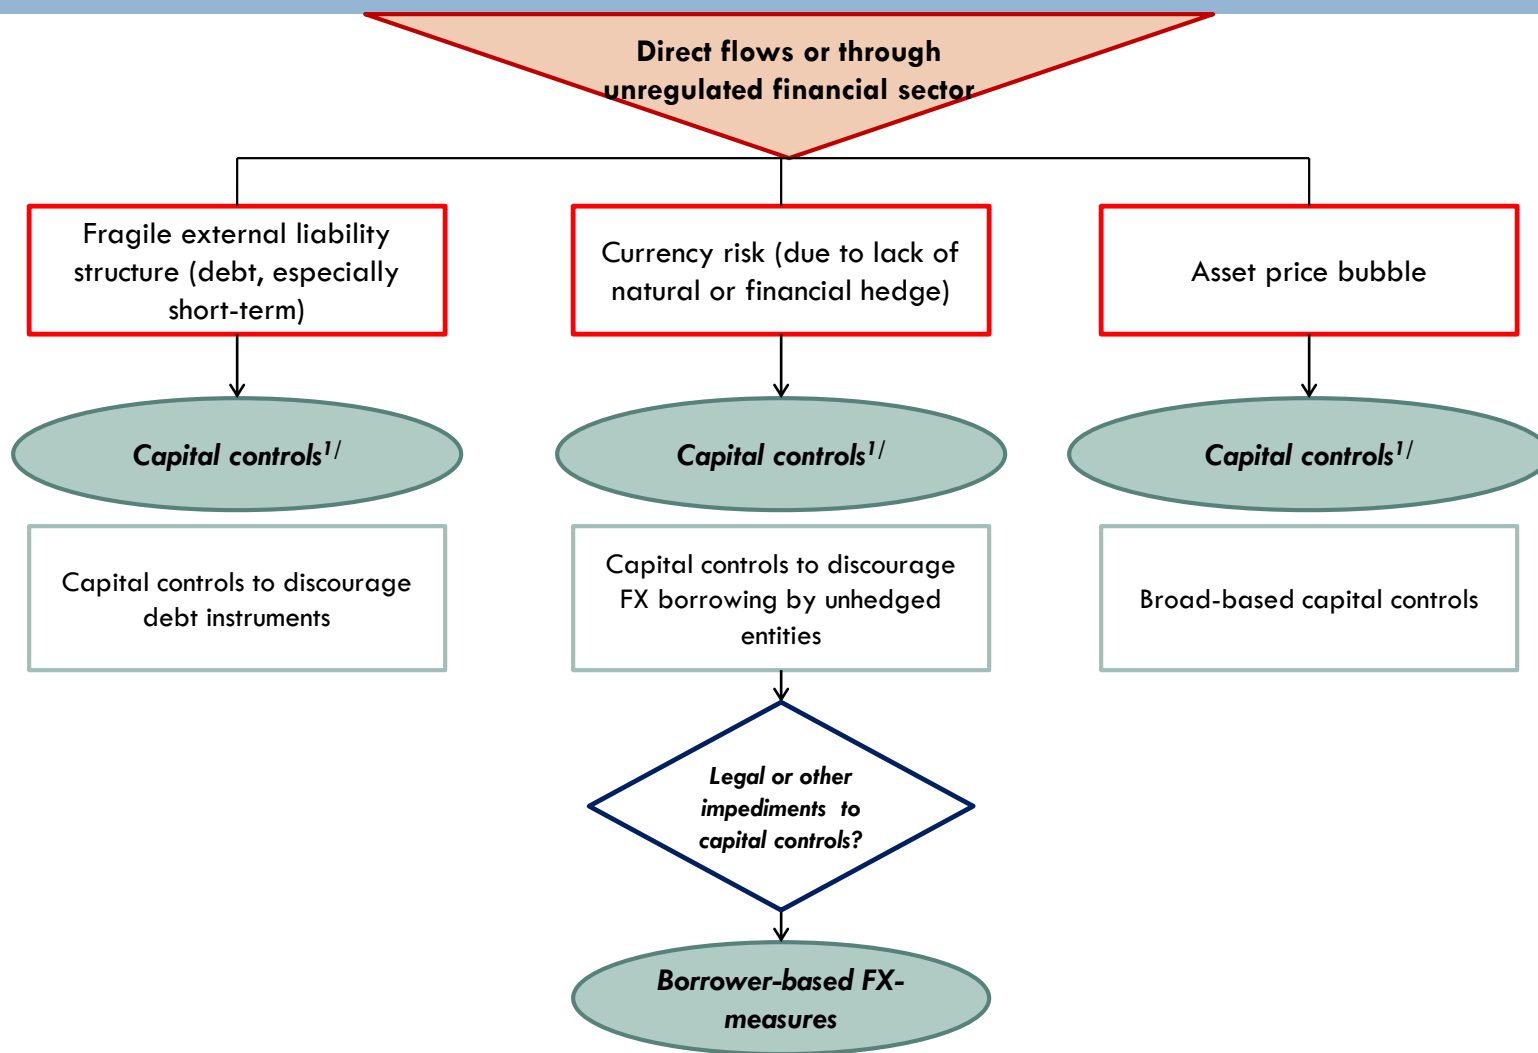 Direct flows or through
unregulated financial sector
Fragile external liability
structure (debt, especially
short-term)
Currency risk (due to lack of
natural or financial hedge)
Asset price bubble
Capital controls1/
Capital controls1/
Capital controls1/
Capital controls to discourage
debt instruments
Capital controls to discourage
FX borrowing by unhedged
entities
Broad-based capital controls
Legal or other
impediments to
capital controls?
Borrower-based FX-
measures